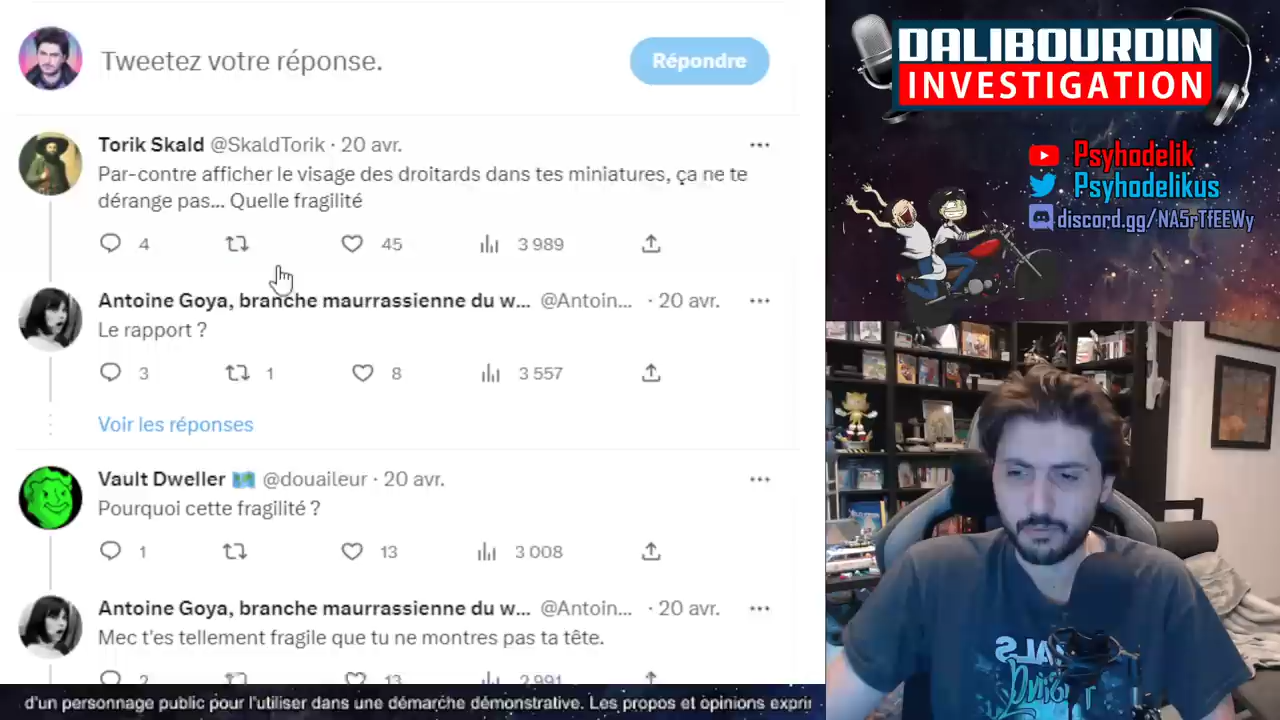 Tweetez votre réponse.
Répondre
Torik Skald @SkaldTorik · 20 avr.
Par-contre afficher le visage des droitards dans tes miniatures, ça ne te
dérange pas... Quelle fragilité
4 45 3 989
Antoine Goya, branche maurrassienne du w... @Antoin... · 20 avr.
Le rapport ?
3 1 8 3 557
Voir les réponses
Vault Dweller @douaileur · 20 avr.
Pourquoi cette fragilité ?
1 13 3 008
Antoine Goya, branche maurrassienne du w... @Antoin... · 20 avr.
Mec t'es tellement fragile que tu ne montres pas ta tête.
2 13 2 991
d'un personnage public pour l'utiliser dans une démarche démonstrative. Les propos et opinions expri
DALIBOURDIN
INVESTIGATION
Psyhodelik
Psyhodelikus
discord.gg/NA5rTfEEWy